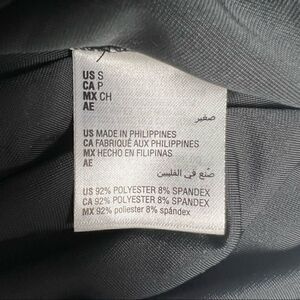 US S
CA P
MX CH
AE صغير
US MADE IN PHILIPPINES
CA FABRIQUÉ AUX PHILIPPINES
MX HECHO EN FILIPINAS
AE صنع في الفلبين
US 92% POLYESTER 8% SPANDEX
CA 92% POLYESTER 8% SPANDEX
MX 92% poliester 8% spándex